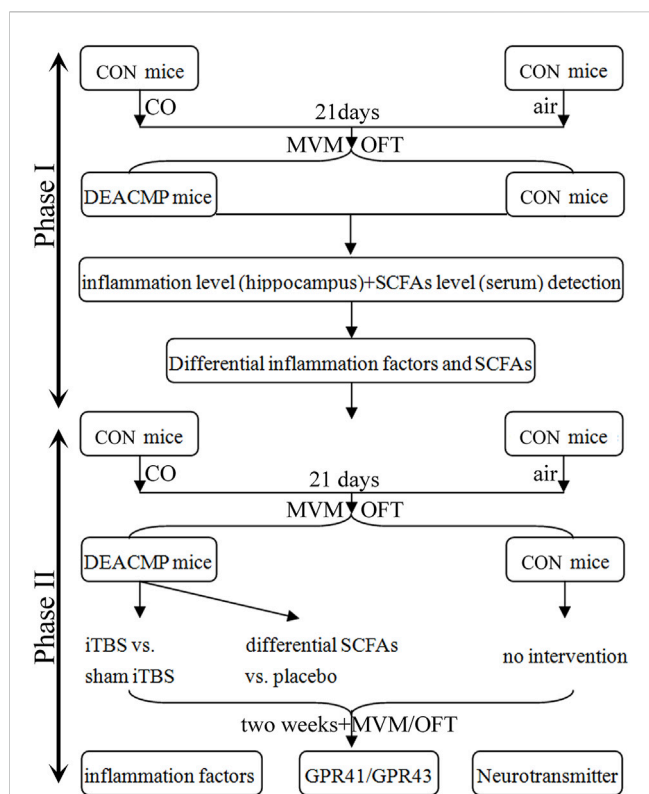 Phase I
CON mice
CON mice
CO
21days
air
MVM
OFT
DEACMP mice
CON mice
inflammation level (hippocampus)+SCFAs level (serum) detection
Differential inflammation factors and SCFAs
Phase II
CON mice
CON mice
CO
21 days
air
MVM
OFT
DEACMP mice
CON mice
iTBS vs.
sham iTBS
differential SCFAs
vs. placebo
no intervention
two weeks+MVM/OFT
inflammation factors
GPR41/GPR43
Neurotransmitter